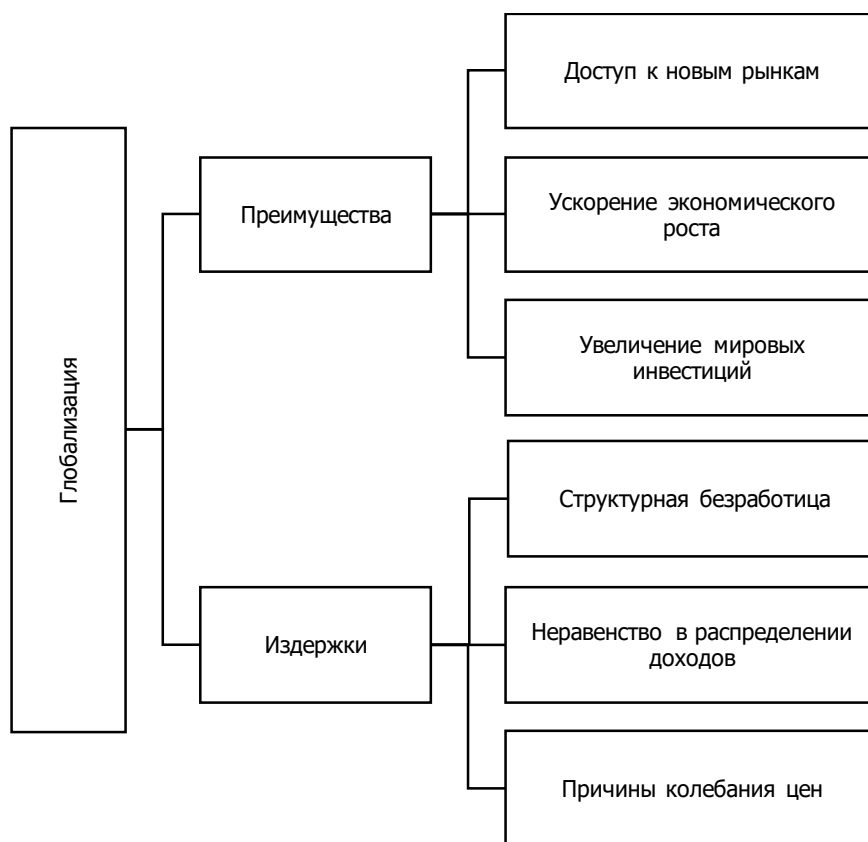 Глобализация
Преимущества
Доступ к новым рынкам
Ускорение экономического
роста
Увеличение мировых
инвестиций
Издержки
Структурная безработица
Неравенство в распределении
доходов
Причины колебания цен